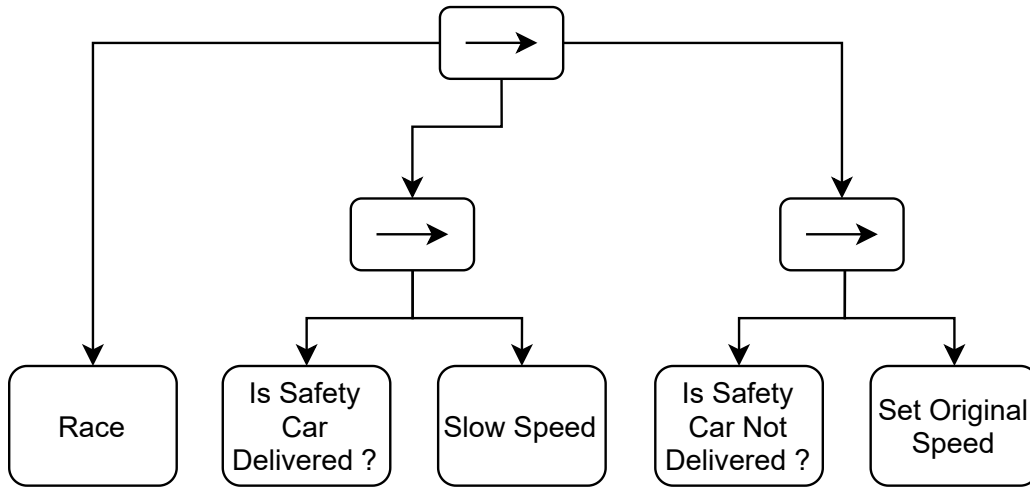 Race
Is Safety
Car
Delivered ?
Slow Speed
Is Safety
Car Not
Delivered ?
Set Original
Speed